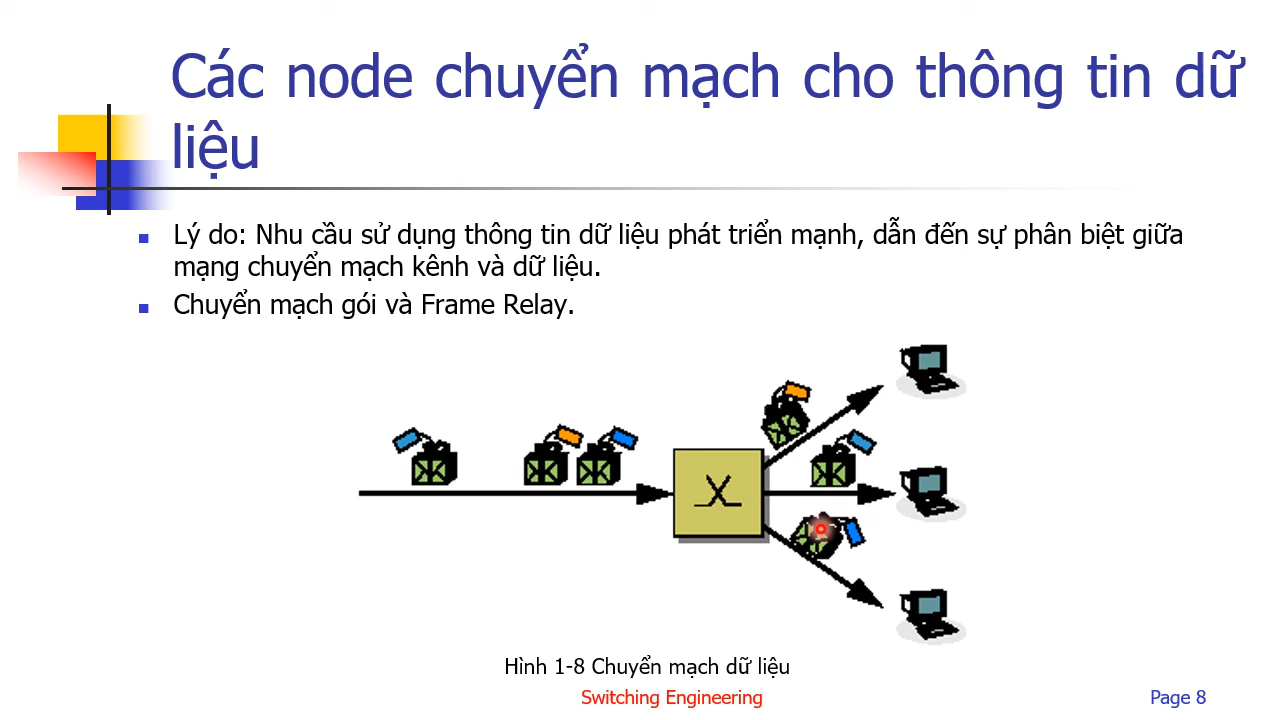 Các node chuyển mạch cho thông tin dữ
liệu
Lý do: Nhu cầu sử dụng thông tin dữ liệu phát triển mạnh, dẫn đến sự phân biệt giữa
mạng chuyển mạch kênh và dữ liệu.
Chuyển mạch gói và Frame Relay.
Hình 1-8 Chuyển mạch dữ liệu
Switching Engineering
Page 8